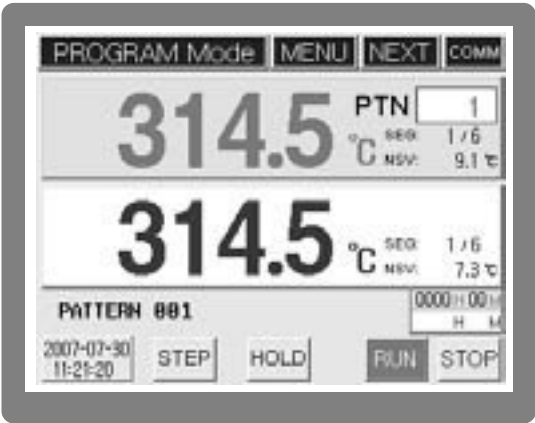 PROGRAM Mode MENU NEXT COMM
314.5 °C PTN 1
SEG: 1/6
NSV: 9.1 ℃
314.5 °C
SEG: 1/6
NSV: 7.3 ℃
PATTERN 001
0000 H 00 M
H M
2007-07-30
11:21:20
STEP HOLD RUN STOP